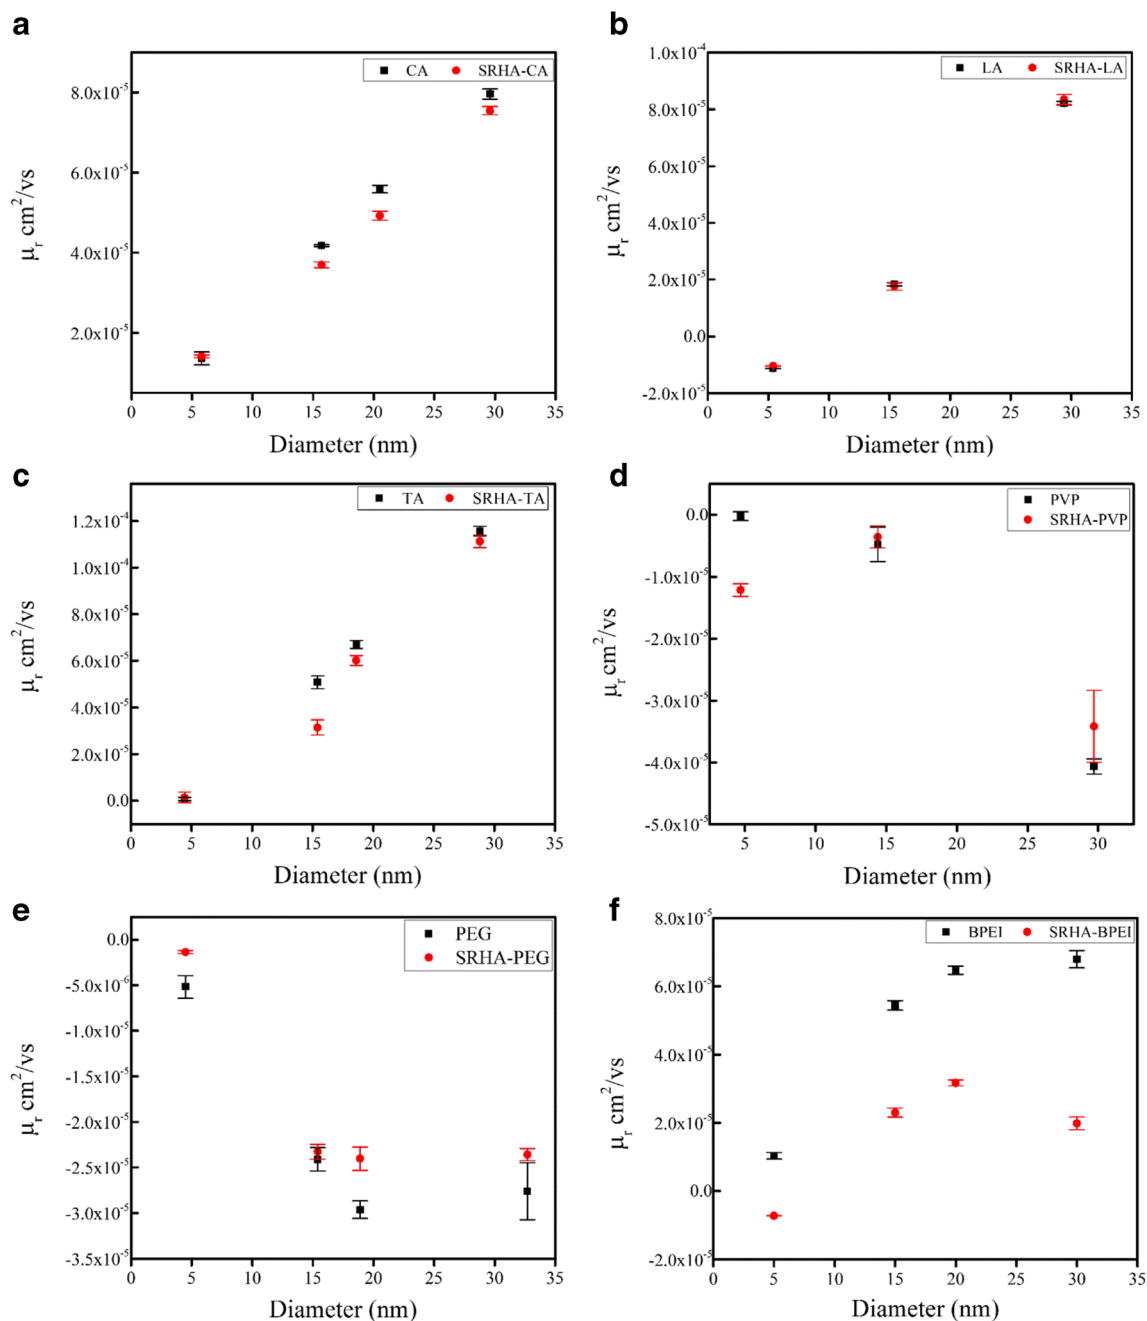 a
CA SRHA-CA
8.0x10⁻⁵
6.0x10⁻⁵
4.0x10⁻⁵
2.0x10⁻⁵
μᵣ cm²/vs
0 5 10 15 20 25 30 35
Diameter (nm)
b
LA SRHA-LA
1.0x10⁻⁴
8.0x10⁻⁵
6.0x10⁻⁵
4.0x10⁻⁵
2.0x10⁻⁵
0.0
-2.0x10⁻⁵
μᵣ cm²/vs
0 5 10 15 20 25 30 35
Diameter (nm)
c
TA SRHA-TA
1.2x10⁻⁴
1.0x10⁻⁴
8.0x10⁻⁵
6.0x10⁻⁵
4.0x10⁻⁵
2.0x10⁻⁵
0.0
μᵣ cm²/vs
0 5 10 15 20 25 30 35
Diameter (nm)
d
PVP
SRHA-PVP
0.0
-1.0x10⁻⁵
-2.0x10⁻⁵
-3.0x10⁻⁵
-4.0x10⁻⁵
-5.0x10⁻⁵
μᵣ cm²/vs
5 10 15 20 25 30
Diameter (nm)
e
PEG
SRHA-PEG
0.0
-5.0x10⁻⁶
-1.0x10⁻⁵
-1.5x10⁻⁵
-2.0x10⁻⁵
-2.5x10⁻⁵
-3.0x10⁻⁵
-3.5x10⁻⁵
μᵣ cm²/vs
0 5 10 15 20 25 30 35
Diameter (nm)
f
BPEI SRHA-BPEI
8.0x10⁻⁵
6.0x10⁻⁵
4.0x10⁻⁵
2.0x10⁻⁵
0.0
-2.0x10⁻⁵
μᵣ cm²/vs
0 5 10 15 20 25 30 35
Diameter (nm)